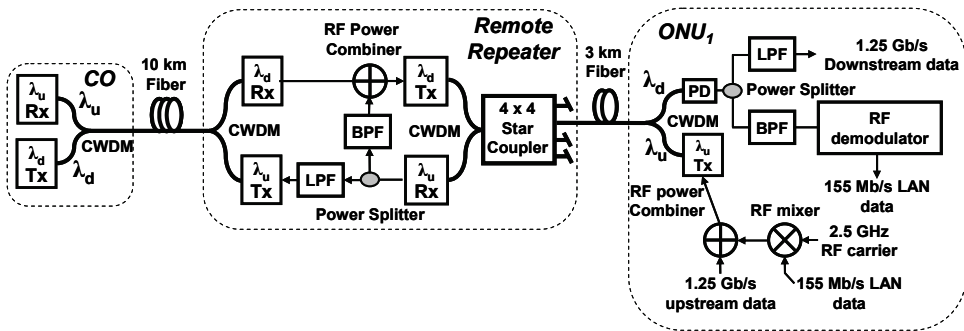 CO
λu
Rx
λu
λd
Tx
λd
CWDM
10 km
Fiber
Remote
Repeater
RF Power
Combiner
λd
Rx
λd
Tx
CWDM
BPF
CWDM
λu
Tx
LPF
λu
Rx
Power Splitter
4 x 4
Star
Coupler
3 km
Fiber
ONU1
λd
PD
LPF
1.25 Gb/s
Downstream data
Power Splitter
CWDM
BPF
RF
demodulator
λu
λu
Tx
155 Mb/s LAN
data
RF power
Combiner
RF mixer
2.5 GHz
RF carrier
1.25 Gb/s
upstream data
155 Mb/s LAN
data